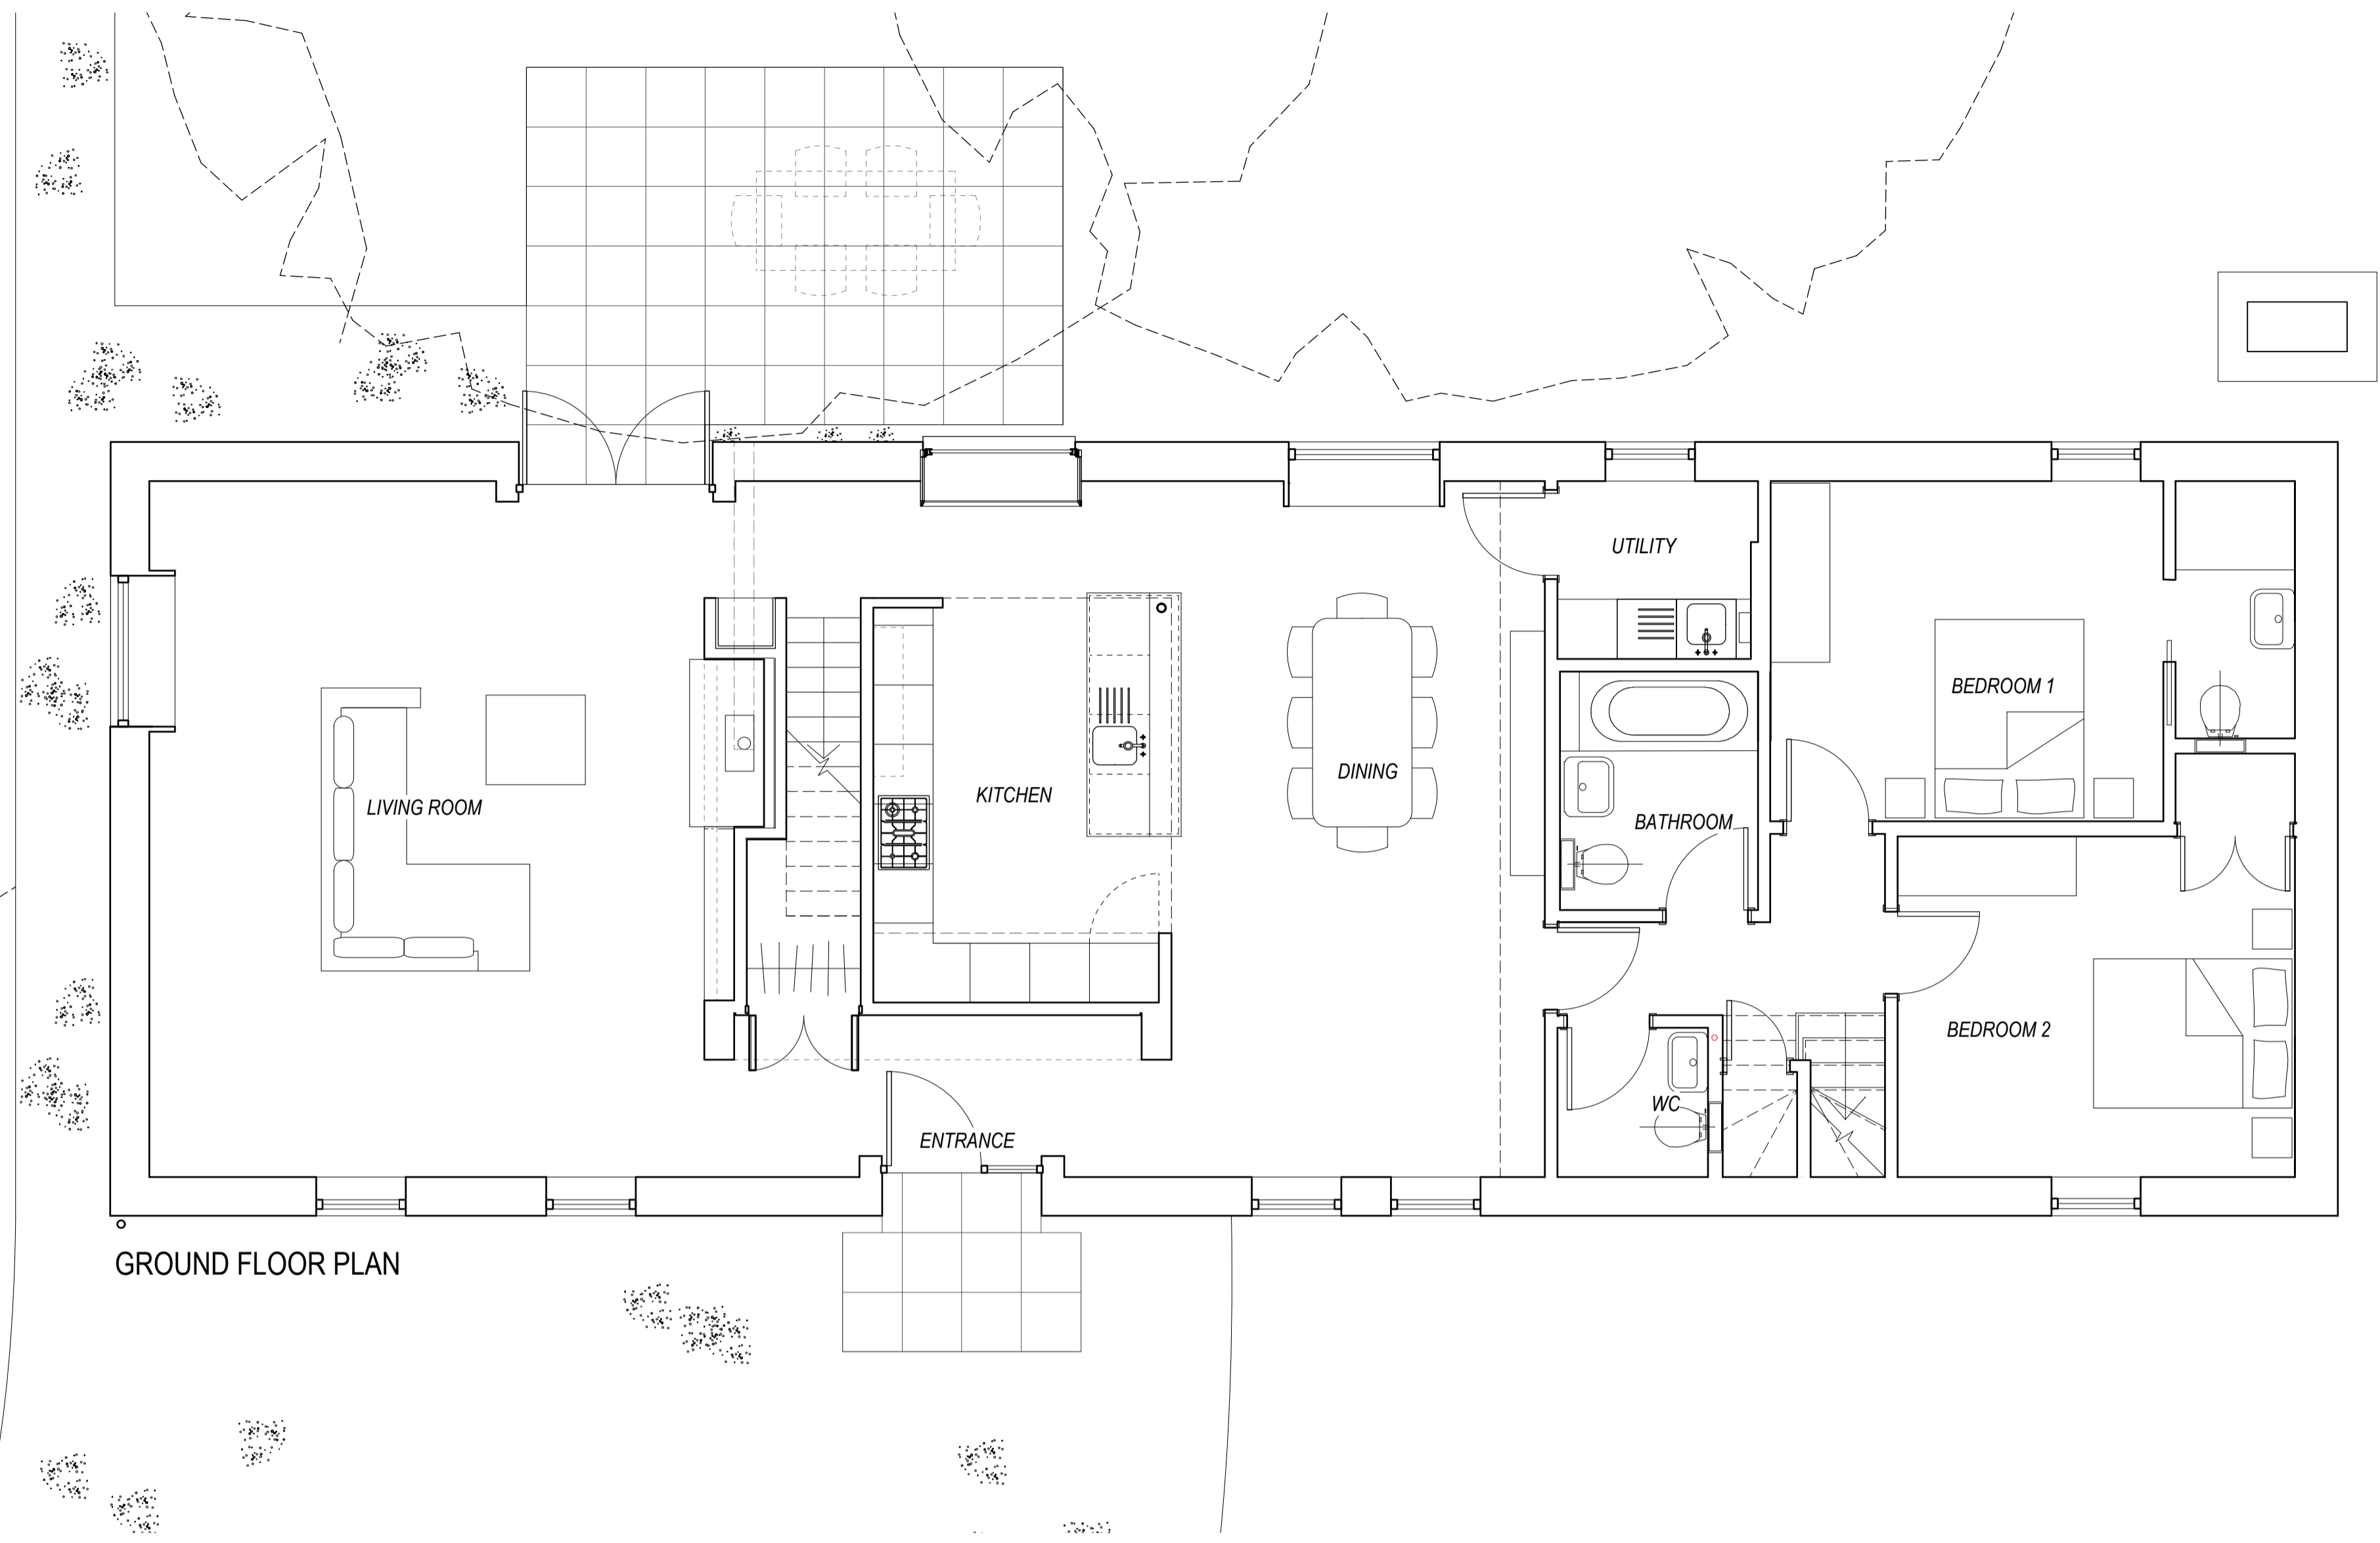 UTILITY
BEDROOM 1
DINING
KITCHEN
LIVING ROOM
BATHROOM
BEDROOM 2
WC
ENTRANCE
GROUND FLOOR PLAN